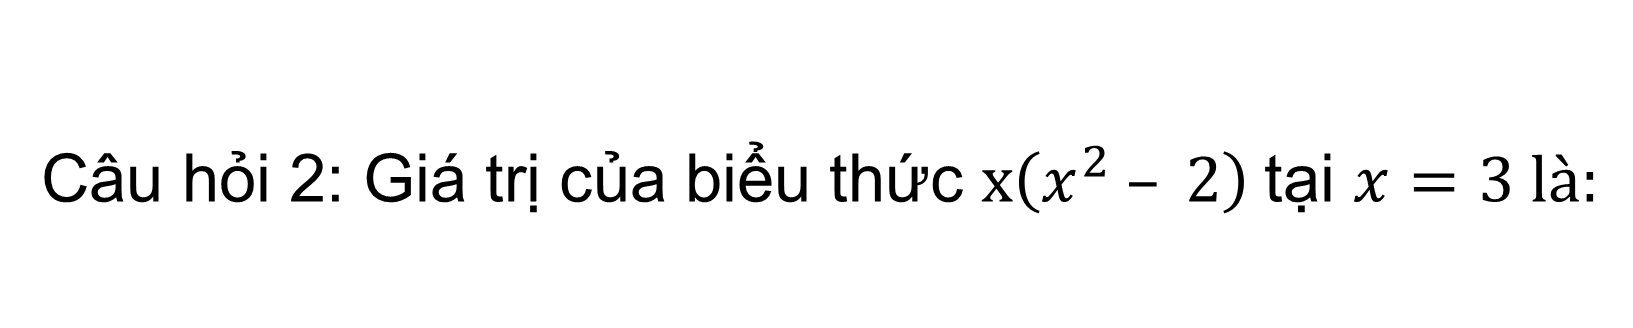 Câu hỏi 2: Giá trị của biểu thức x(x² – 2) tại x = 3 là: